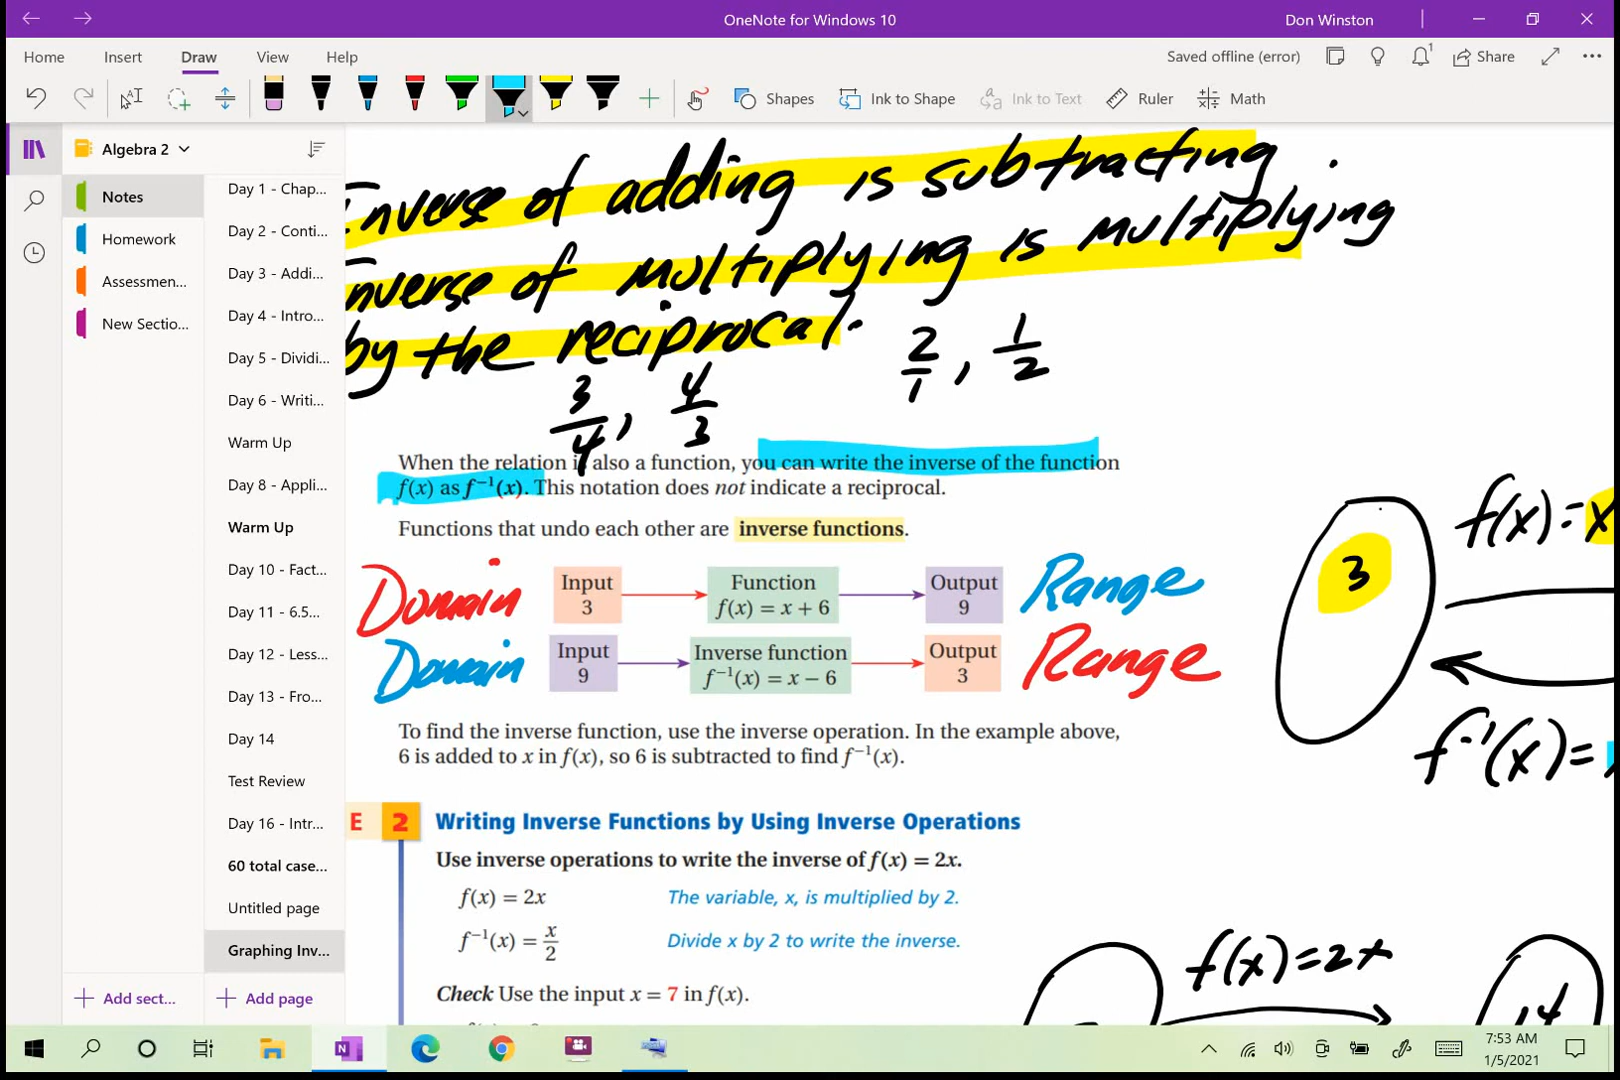 OneNote for Windows 10
Don Winston
Home Insert Draw View Help
Saved offline (error)
Share
Shapes
Ink to Shape
Ink to Text
Ruler
Math
Algebra 2
Notes
Homework
Assessmen...
New Sectio...
Day 1 - Chap...
Day 2 - Conti...
Day 3 - Addi...
Day 4 - Intro...
Day 5 - Dividi...
Day 6 - Writi...
Warm Up
Day 8 - Appli...
Warm Up
Day 10 - Fact...
Day 11 - 6.5...
Day 12 - Less...
Day 13 - Fro...
Day 14
Test Review
Day 16 - Intr...
60 total case...
Untitled page
Graphing Inv...
+ Add sect...
+ Add page
Inverse of adding is subtracting.
Inverse of multiplying is multiplying
by the reciprocal.
2/1, 1/2
3/4, 4/3
When the relation is also a function, you can write the inverse of the function
f(x) as f⁻¹(x). This notation does not indicate a reciprocal.
Functions that undo each other are inverse functions.
Domain
Input
3
Function
f(x) = x + 6
Output
9
Range
Domain
Input
9
Inverse function
f⁻¹(x) = x − 6
Output
3
Range
3
f(x)=x
f⁻¹(x)=
To find the inverse function, use the inverse operation. In the example above,
6 is added to x in f(x), so 6 is subtracted to find f⁻¹(x).
E 2 Writing Inverse Functions by Using Inverse Operations
Use inverse operations to write the inverse of f(x) = 2x.
f(x) = 2x The variable, x, is multiplied by 2.
f⁻¹(x) = x/2 Divide x by 2 to write the inverse.
Check Use the input x = 7 in f(x).
f(x)=2x
14
7:53 AM
1/5/2021